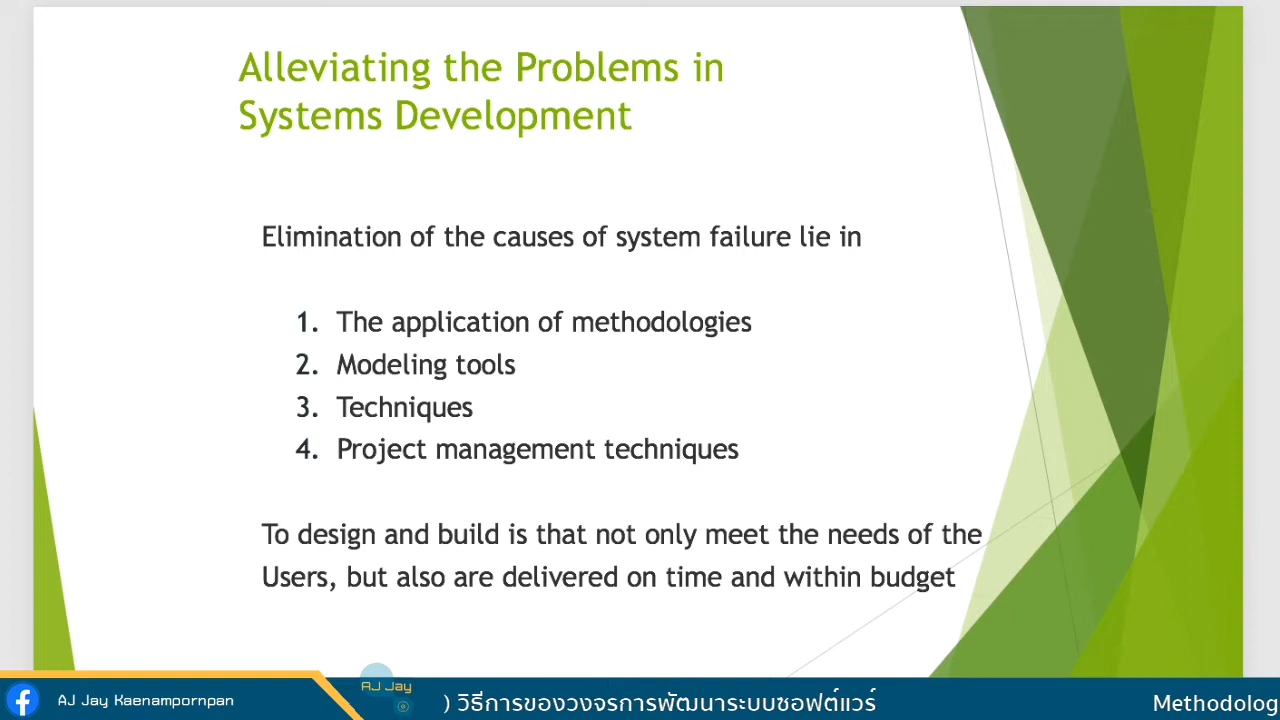 Alleviating the Problems in
Systems Development
Elimination of the causes of system failure lie in
1. The application of methodologies
2. Modeling tools
3. Techniques
4. Project management techniques
To design and build is that not only meet the needs of the
Users, but also are delivered on time and within budget
AJ Jay Kaenampornpan
AJ Jay
) วิธีการของวงจรการพัฒนาระบบซอฟต์แวร์
Methodolog